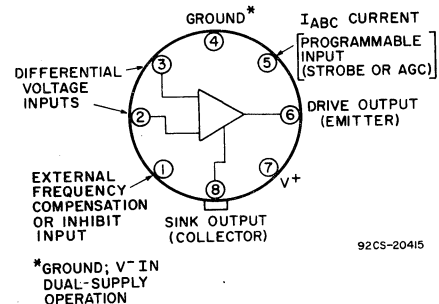 GROUND*
IABC CURRENT
PROGRAMMABLE
INPUT
(STROBE OR AGC)
4
3
5
DIFFERENTIAL
VOLTAGE
INPUTS
2
6
DRIVE OUTPUT
(EMITTER)
1
7
V+
8
EXTERNAL
FREQUENCY
COMPENSATION
OR INHIBIT
INPUT
SINK OUTPUT
(COLLECTOR)
92CS-20415
*GROUND; V- IN
DUAL-SUPPLY
OPERATION